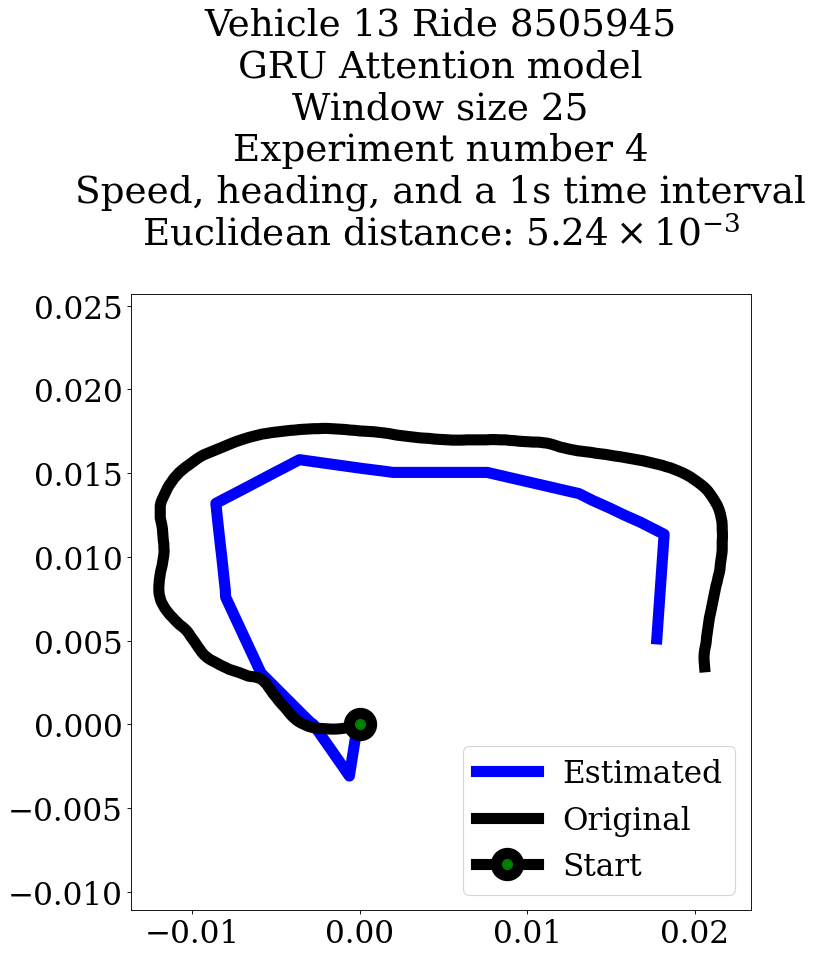 Vehicle 13 Ride 8505945
GRU Attention model
Window size 25
Experiment number 4
Speed, heading, and a 1s time interval
Euclidean distance: 5.24 × 10⁻³
0.025
0.020
0.015
0.010
0.005
0.000
−0.005
−0.010
−0.01 0.00 0.01 0.02
Estimated
Original
Start